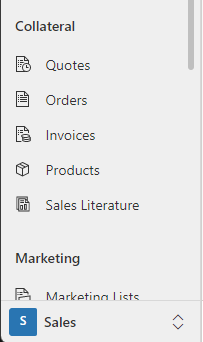 Collateral
Quotes
Orders
Invoices
Products
Sales Literature
Marketing
Marketing Lists
S Sales